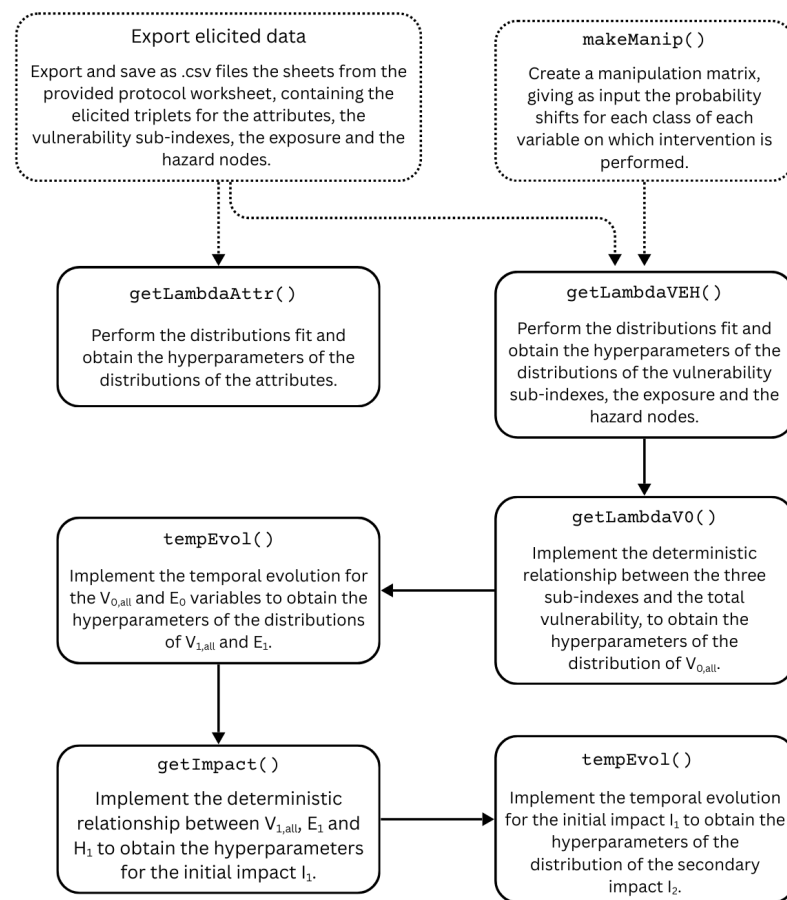 Export elicited data
Export and save as .csv files the sheets from the
provided protocol worksheet, containing the
elicited triplets for the attributes, the
vulnerability sub-indexes, the exposure and the
hazard nodes.
makeManip()
Create a manipulation matrix,
giving as input the probability
shifts for each class of each
variable on which intervention is
performed.
getLambdaAttr()
Perform the distributions fit and
obtain the hyperparameters of the
distributions of the attributes.
getLambdaVEH()
Perform the distributions fit and
obtain the hyperparameters of the
distributions of the vulnerability
sub-indexes, the exposure and the
hazard nodes.
getLambdaV0()
Implement the deterministic
relationship between the three
sub-indexes and the total
vulnerability, to obtain the
hyperparameters of the
distribution of V₀,ₐₗₗ.
tempEvol()
Implement the temporal evolution for
the V₀,ₐₗₗ and E₀ variables to obtain the
hyperparameters of the distributions
of V₁,ₐₗₗ and E₁.
getImpact()
Implement the deterministic
relationship between V₁,ₐₗₗ, E₁ and
H₁ to obtain the hyperparameters
for the initial impact I₁.
tempEvol()
Implement the temporal evolution
for the initial impact I₁ to obtain the
hyperparameters of the
distribution of the secondary
impact I₂.